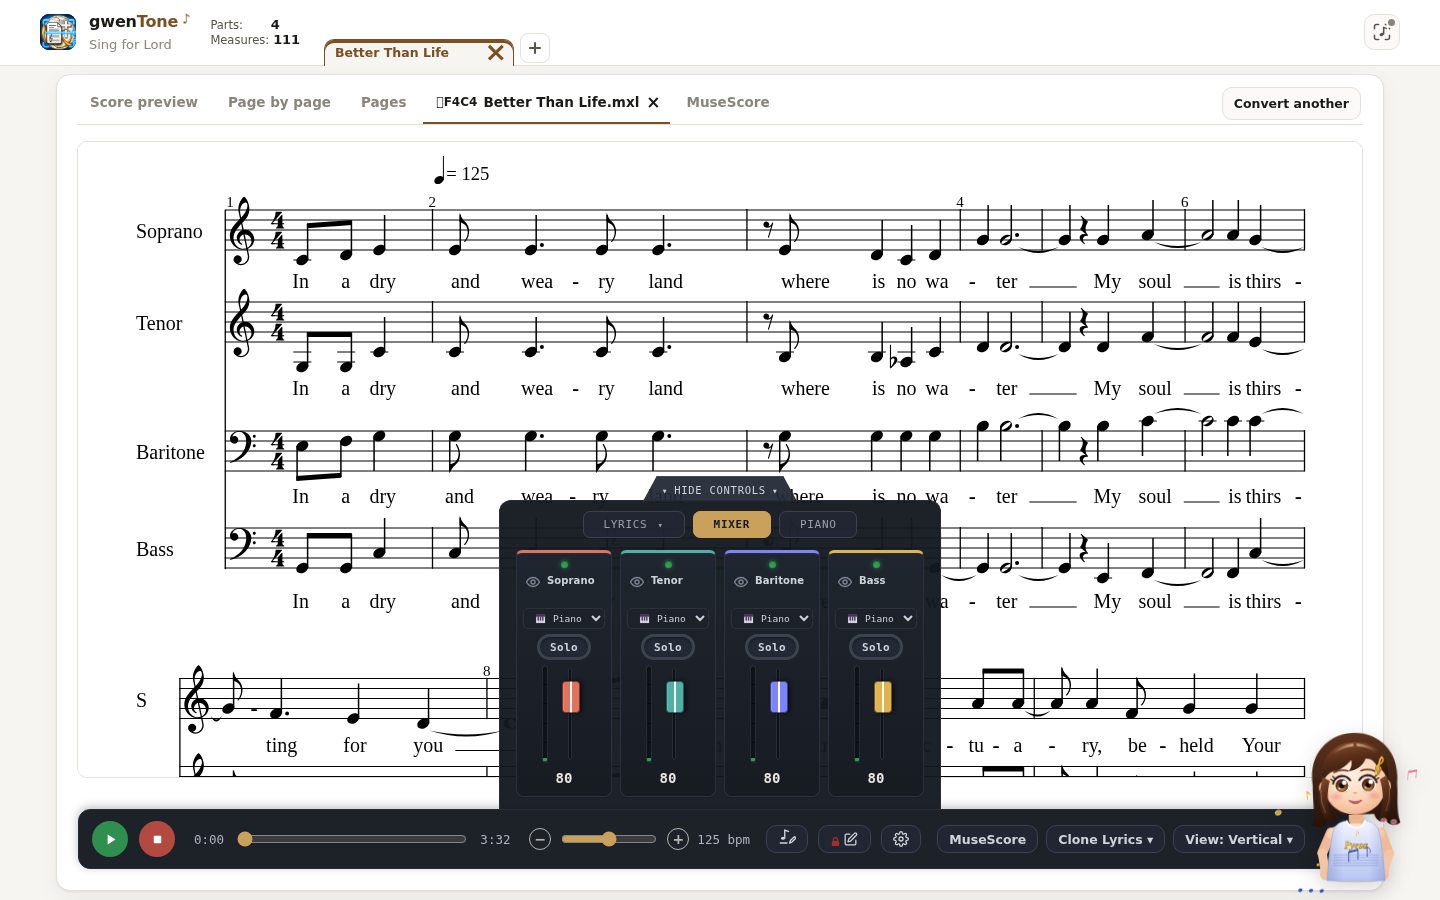 gwenTone
Sing for Lord
Parts: 4
Measures: 111
Better Than Life
Score preview
Page by page
Pages
F4C4 Better Than Life.mxl
MuseScore
Convert another
= 125
1 2 4 6
Soprano
In a dry and wea - ry land where is no wa - ter My soul is thirs -
Tenor
In a dry and wea - ry land where is no wa - ter My soul is thirs -
Baritone
In a dry and wea - ry where is no wa - ter My soul is thirs -
▾ HIDE CONTROLS ▾
LYRICS ▾ MIXER PIANO
Bass
In a dry and wa - ter My soul is thirs -
Soprano Tenor Baritone Bass
Piano Piano Piano Piano
Solo Solo Solo Solo
80 80 80 80
8
S
ting for you - tu - a - ry, be - held Your
0:00 3:32 125 bpm
MuseScore
Clone Lyrics ▾
View: Vertical ▾